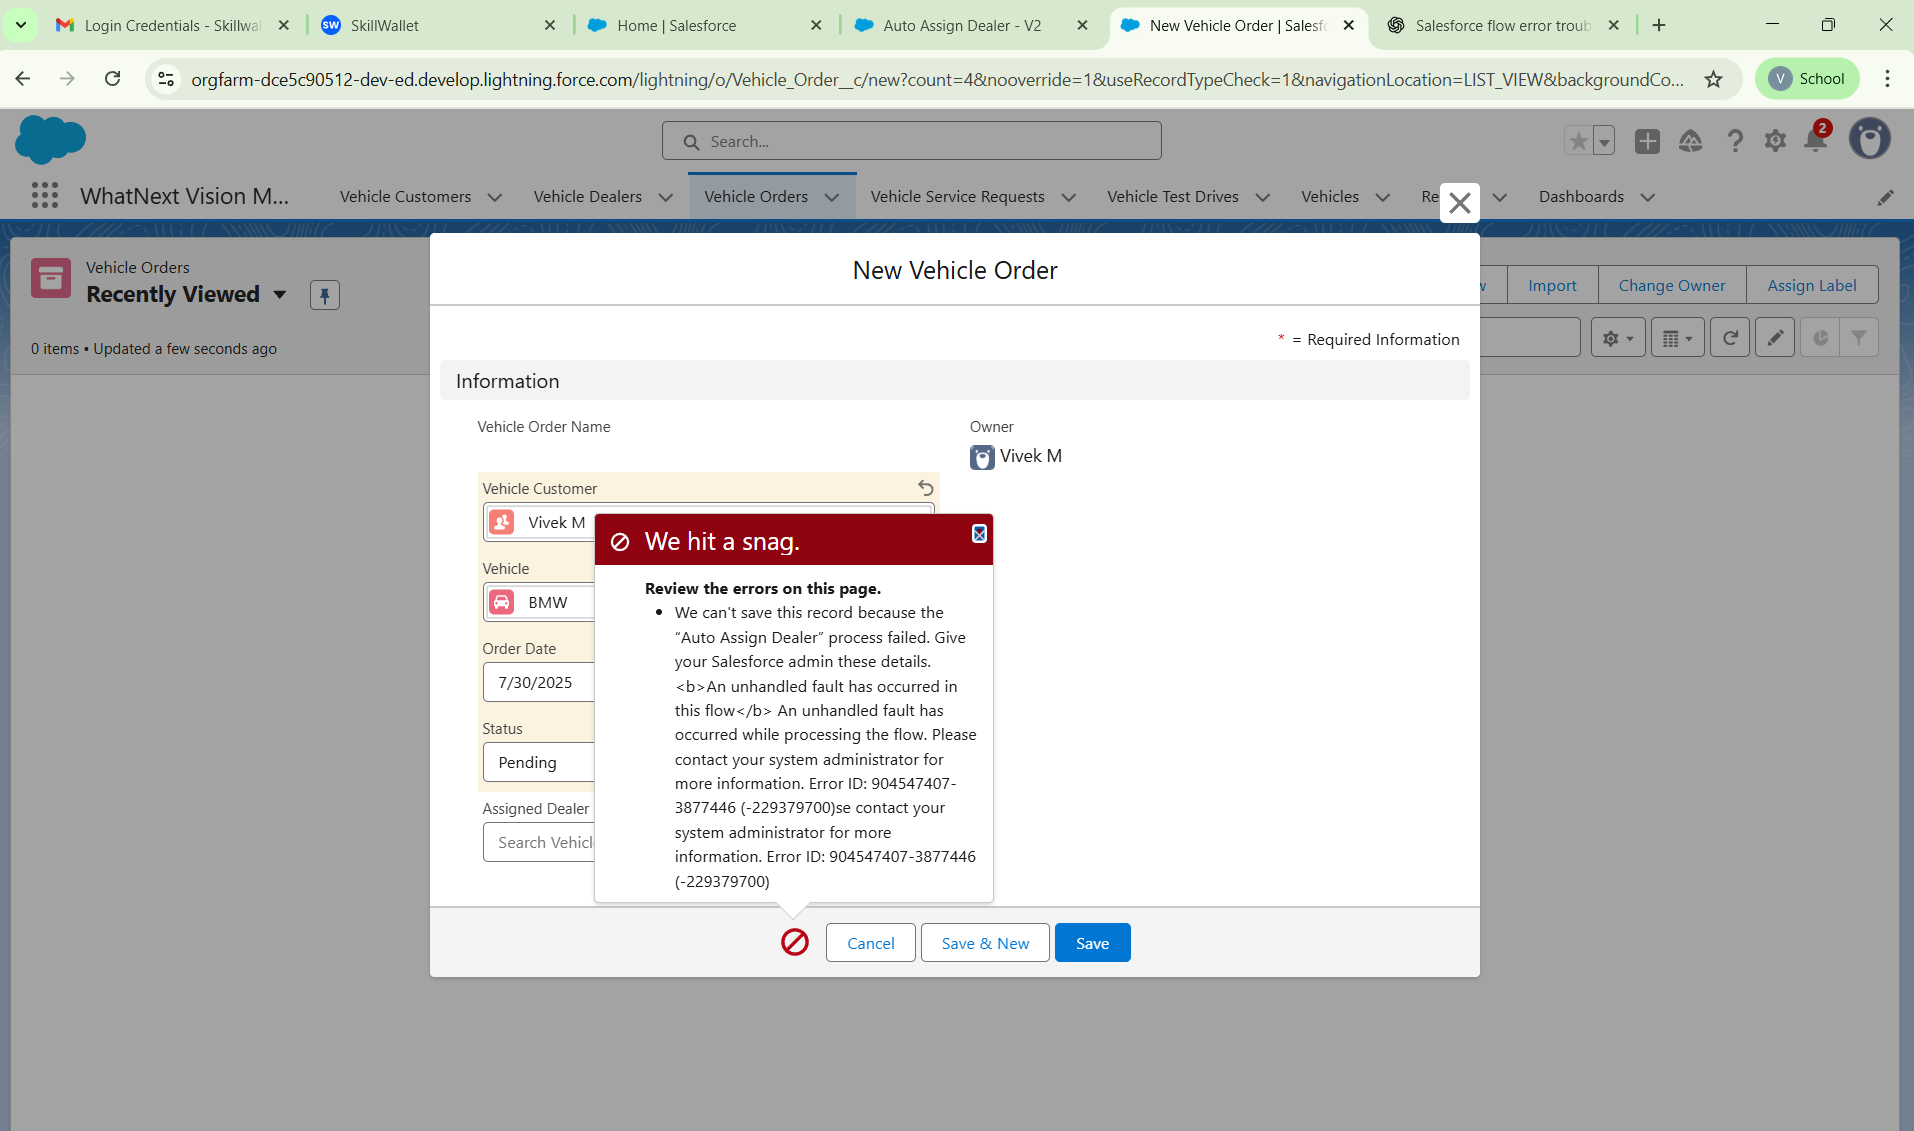 Login Credentials - Skillwal
SkillWallet
Home | Salesforce
Auto Assign Dealer - V2
New Vehicle Order | Salesf
Salesforce flow error troub
orgfarm-dce5c90512-dev-ed.develop.lightning.force.com/lightning/o/Vehicle_Order__c/new?count=4&nooverride=1&useRecordTypeCheck=1&navigationLocation=LIST_VIEW&backgroundCo...
V School
Search...
2
WhatNext Vision M...
Vehicle Customers
Vehicle Dealers
Vehicle Orders
Vehicle Service Requests
Vehicle Test Drives
Vehicles
Re
Dashboards
Vehicle Orders
Recently Viewed
0 items • Updated a few seconds ago
Import
Change Owner
Assign Label
New Vehicle Order
* = Required Information
Information
Vehicle Order Name
Owner
Vivek M
Vehicle Customer
Vivek M
Vehicle
BMW
Order Date
7/30/2025
Status
Pending
Assigned Dealer
Search Vehicl
We hit a snag.
Review the errors on this page.
• We can't save this record because the
“Auto Assign Dealer” process failed. Give
your Salesforce admin these details.
<b>An unhandled fault has occurred in
this flow</b> An unhandled fault has
occurred while processing the flow. Please
contact your system administrator for
more information. Error ID: 904547407-
3877446 (-229379700)se contact your
system administrator for more
information. Error ID: 904547407-3877446
(-229379700)
Cancel
Save & New
Save